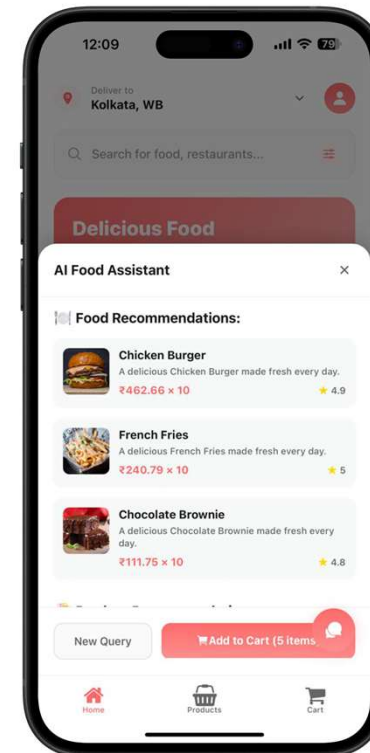 12:09
79
Deliver to
Kolkata, WB
Search for food, restaurants...
Delicious Food
AI Food Assistant
×
Food Recommendations:
Chicken Burger
A delicious Chicken Burger made fresh every day.
₹462.66 × 10
4.9
French Fries
A delicious French Fries made fresh every day.
₹240.79 × 10
5
Chocolate Brownie
A delicious Chocolate Brownie made fresh every
day.
₹111.75 × 10
4.8
New Query
Add to Cart (5 items
Home
Products
Cart